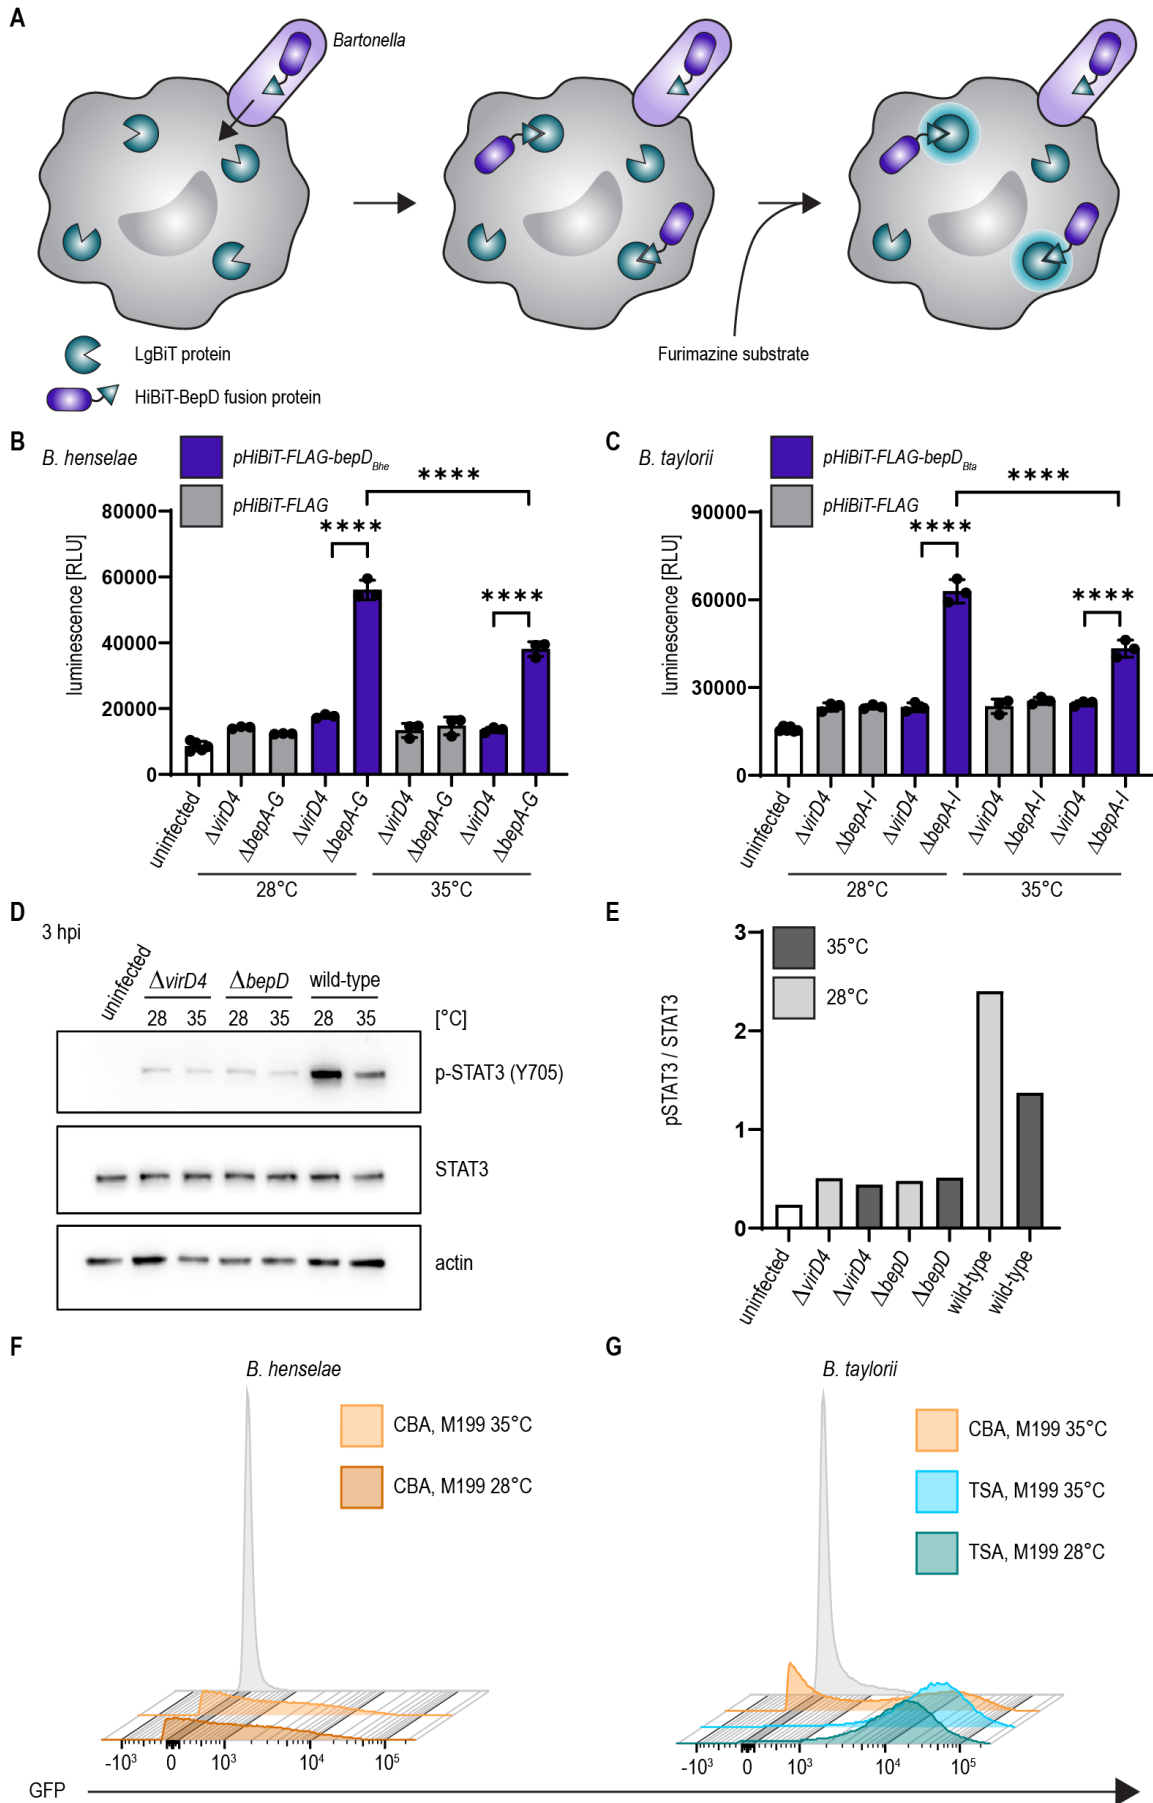 A
Bartonella
LgBiT protein
HiBiT-BepD fusion protein
Furimazine substrate
B
B. henselae
pHiBiT-FLAG-bepD_Bhe
pHiBiT-FLAG
****
****
****
luminescence [RLU]
80000
60000
40000
20000
0
uninfected
ΔvirD4
ΔbepA-G
ΔvirD4
ΔbepA-G
ΔvirD4
ΔbepA-G
ΔvirD4
ΔbepA-G
28°C
35°C
C
B. taylorii
pHiBiT-FLAG-bepD_Bta
pHiBiT-FLAG
****
****
****
luminescence [RLU]
90000
60000
30000
0
uninfected
ΔvirD4
ΔbepA-I
ΔvirD4
ΔbepA-I
ΔvirD4
ΔbepA-I
ΔvirD4
ΔbepA-I
28°C
35°C
D
3 hpi
uninfected
ΔvirD4
ΔbepD
wild-type
28 35 28 35 28 35 [°C]
p-STAT3 (Y705)
STAT3
actin
E
35°C
28°C
pSTAT3 / STAT3
3
2
1
0
uninfected
ΔvirD4
ΔvirD4
ΔbepD
ΔbepD
wild-type
wild-type
F
B. henselae
CBA, M199 35°C
CBA, M199 28°C
-10³ 0 10³ 10⁴ 10⁵
G
B. taylorii
CBA, M199 35°C
TSA, M199 35°C
TSA, M199 28°C
-10³ 0 10³ 10⁴ 10⁵
GFP